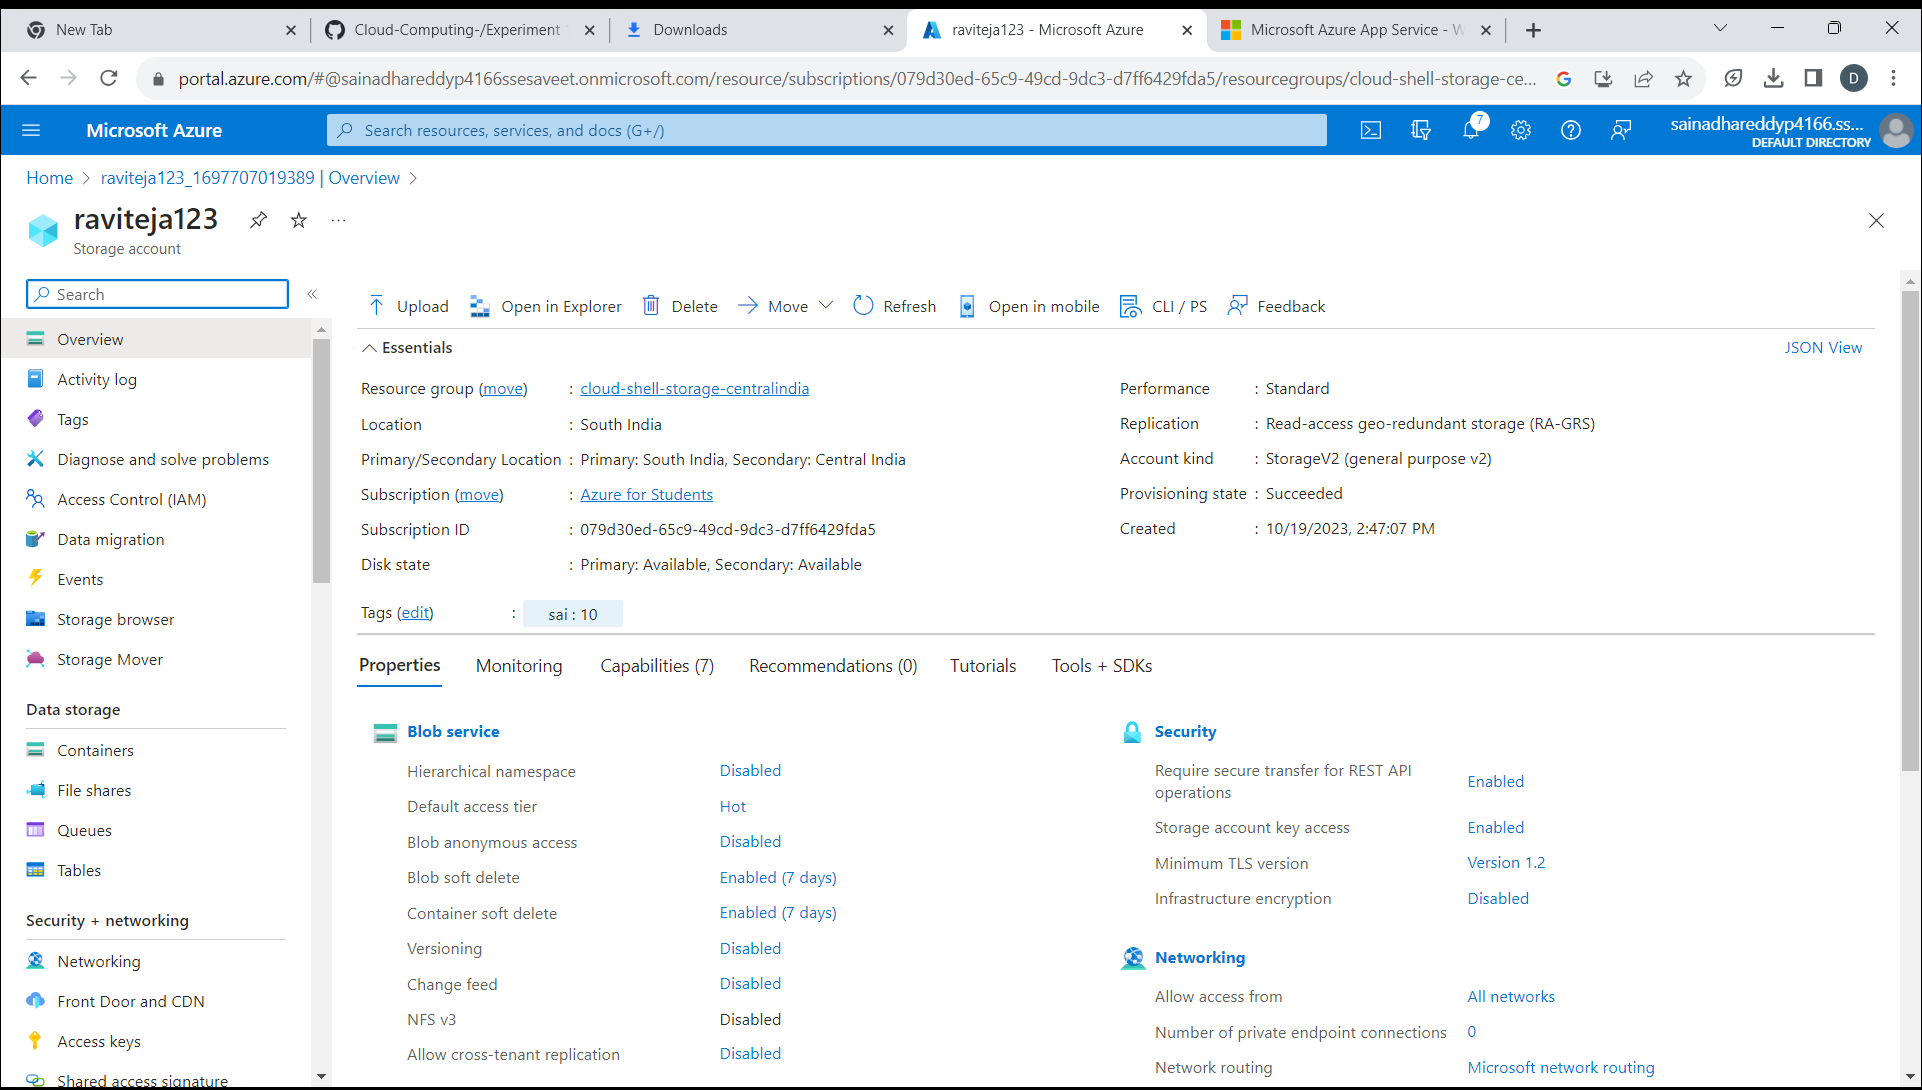 New Tab
Cloud-Computing-/Experiment
Downloads
raviteja123 - Microsoft Azure
Microsoft Azure App Service - W
portal.azure.com/#@sainadhareddyp4166ssesaveet.onmicrosoft.com/resource/subscriptions/079d30ed-65c9-49cd-9dc3-d7ff6429fda5/resourcegroups/cloud-shell-storage-ce...
D
Microsoft Azure
Search resources, services, and docs (G+/)
7
sainadhareddyp4166.ss...
DEFAULT DIRECTORY
Home > raviteja123_1697707019389 | Overview >
raviteja123
Storage account
Search
Upload Open in Explorer Delete Move Refresh Open in mobile CLI / PS Feedback
Overview
Activity log
Tags
Diagnose and solve problems
Access Control (IAM)
Data migration
Events
Storage browser
Storage Mover
Data storage
Containers
File shares
Queues
Tables
Security + networking
Networking
Front Door and CDN
Access keys
Shared access signature
Essentials
JSON View
Resource group (move) : cloud-shell-storage-centralindia
Location : South India
Primary/Secondary Location : Primary: South India, Secondary: Central India
Subscription (move) : Azure for Students
Subscription ID : 079d30ed-65c9-49cd-9dc3-d7ff6429fda5
Disk state : Primary: Available, Secondary: Available
Tags (edit) : sai : 10
Performance : Standard
Replication : Read-access geo-redundant storage (RA-GRS)
Account kind : StorageV2 (general purpose v2)
Provisioning state : Succeeded
Created : 10/19/2023, 2:47:07 PM
Properties Monitoring Capabilities (7) Recommendations (0) Tutorials Tools + SDKs
Blob service
Hierarchical namespace Disabled
Default access tier Hot
Blob anonymous access Disabled
Blob soft delete Enabled (7 days)
Container soft delete Enabled (7 days)
Versioning Disabled
Change feed Disabled
NFS v3 Disabled
Allow cross-tenant replication Disabled
Security
Require secure transfer for REST API
operations Enabled
Storage account key access Enabled
Minimum TLS version Version 1.2
Infrastructure encryption Disabled
Networking
Allow access from All networks
Number of private endpoint connections 0
Network routing Microsoft network routing